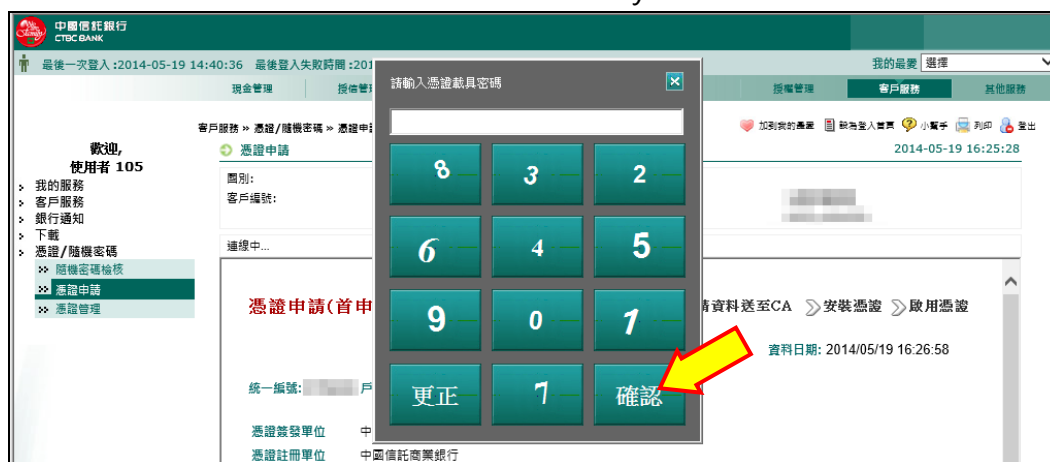 中國信託銀行
CTBC BANK
最後一次登入 :2014-05-19 14:40:36 最後登入失敗時間 :201
我的最愛 選擇
現金管理 授信管 授權管理 客戶服務 其他服務
客戶服務 » 憑證/隨機密碼 » 憑證申請
加到我的最愛 設為登入首頁 小幫手 列印 登出
歡迎,
使用者 105
憑證申請 2014-05-19 16:25:28
我的服務
客戶服務
銀行通知
下載
憑證/隨機密碼
隨機密碼檢核
憑證申請
憑證管理
國別:
客戶編號:
連線中...
請輸入憑證載具密碼
8 3 2
6 4 5
9 0 1
更正 7 確認
憑證申請(首申 資料送至CA 安裝憑證 啟用憑證
資料日期: 2014/05/19 16:26:58
統一編號: 戶
憑證簽發單位 中
憑證註冊單位 中國信託商業銀行